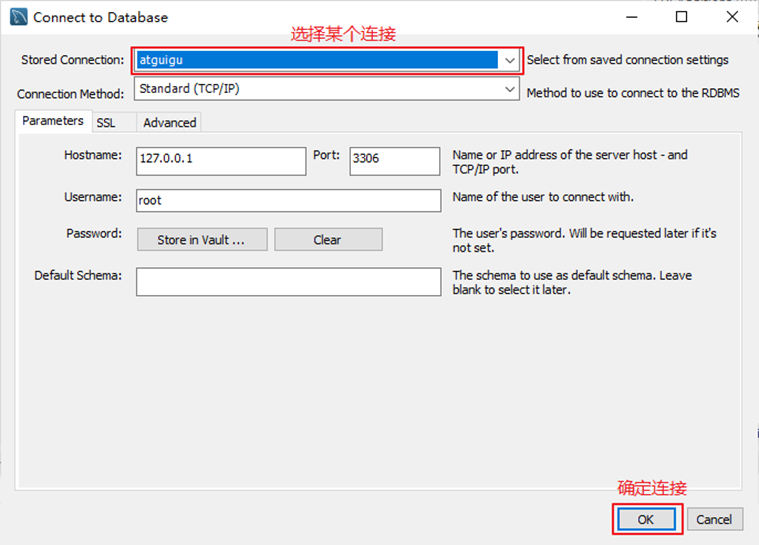 Connect to Database
选择某个连接
Stored Connection: atguigu Select from saved connection settings
Connection Method: Standard (TCP/IP) Method to use to connect to the RDBMS
Parameters SSL Advanced
Hostname: 127.0.0.1 Port: 3306 Name or IP address of the server host - and
TCP/IP port.
Username: root Name of the user to connect with.
Password: Store in Vault ... Clear The user's password. Will be requested later if it's
not set.
Default Schema: The schema to use as default schema. Leave
blank to select it later.
确定连接
OK Cancel